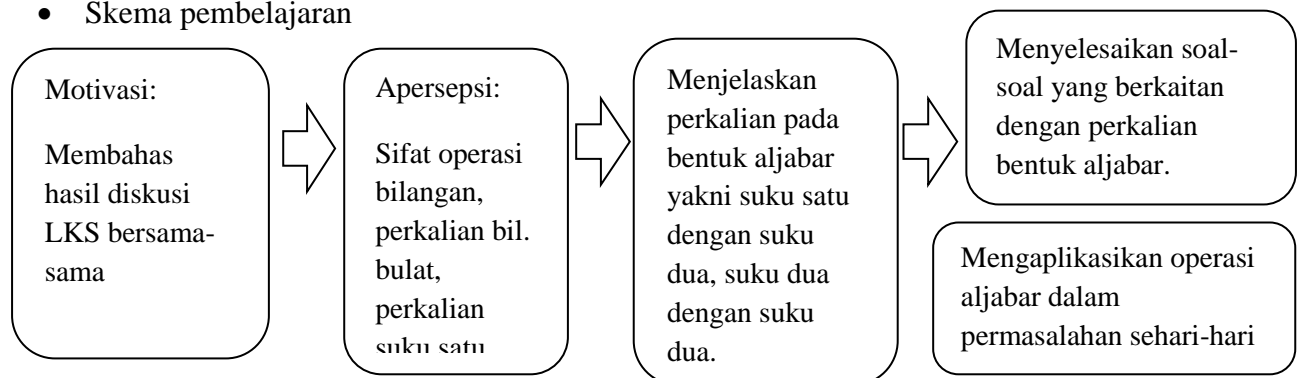 • Skema pembelajaran
Motivasi:
Membahas
hasil diskusi
LKS bersama-
sama
Apersepsi:
Sifat operasi
bilangan,
perkalian bil.
bulat,
perkalian
suku satu
Menjelaskan
perkalian pada
bentuk aljabar
yakni suku satu
dengan suku
dua, suku dua
dengan suku
dua.
Menyelesaikan soal-
soal yang berkaitan
dengan perkalian
bentuk aljabar.
Mengaplikasikan operasi
aljabar dalam
permasalahan sehari-hari